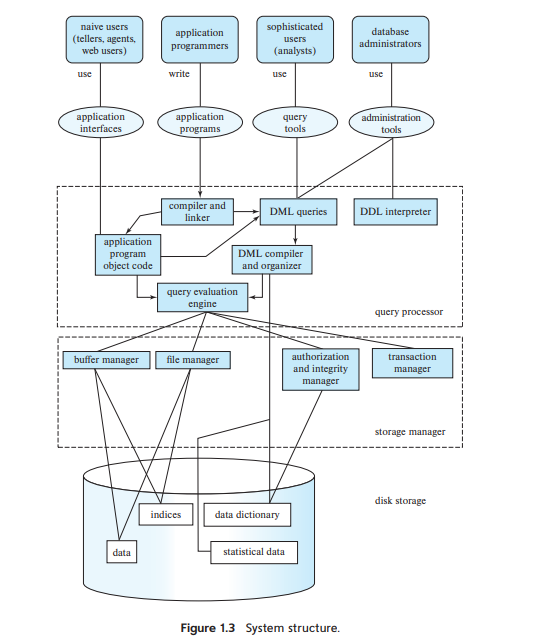 naive users
(tellers, agents,
web users)
application
programmers
sophisticated
users
(analysts)
database
administrators
use
write
use
use
application
interfaces
application
programs
query
tools
administration
tools
compiler and
linker
DML queries
DDL interpreter
application
program
object code
DML compiler
and organizer
query evaluation
engine
query processor
buffer manager
file manager
authorization
and integrity
manager
transaction
manager
storage manager
disk storage
indices
data dictionary
data
statistical data
Figure 1.3 System structure.